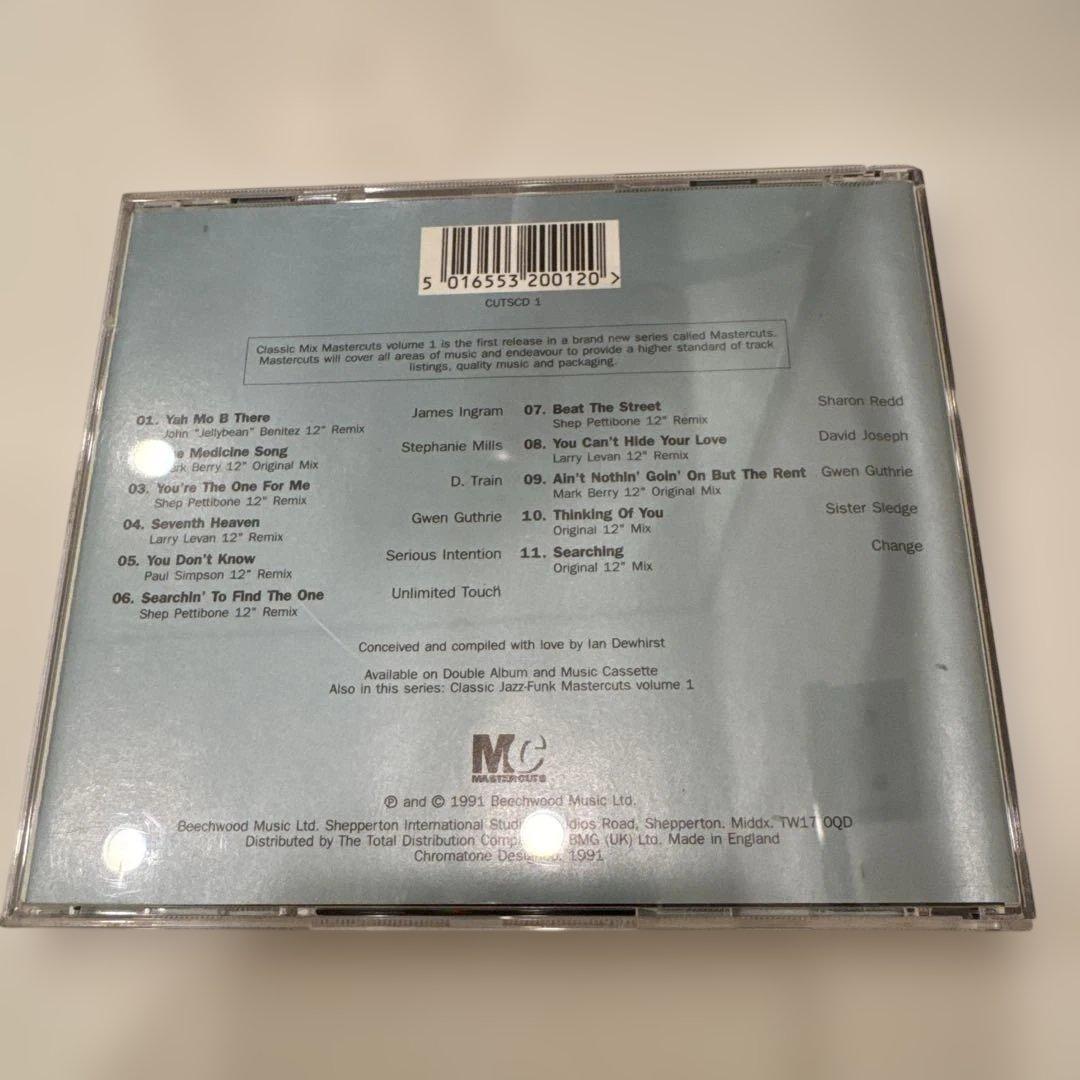 5 016553 200120 >
CUTSCD 1
Classic Mix Mastercuts volume 1 is the first release in a brand new series called Mastercuts.
Mastercuts will cover all areas of music and endeavour to provide a higher standard of track
listings, quality music and packaging.
01. Yah Mo B There James Ingram
John "Jellybean" Benitez 12" Remix
Medicine Song Stephanie Mills
Berry 12" Original Mix
03. You're The One For Me D. Train
Shep Pettibone 12" Remix
04. Seventh Heaven Gwen Guthrie
Larry Levan 12" Remix
05. You Don't Know Serious Intention
Paul Simpson 12" Remix
06. Searchin' To Find The One Unlimited Touch
Shep Pettibone 12" Remix
07. Beat The Street Sharon Redd
Shep Pettibone 12" Remix
08. You Can't Hide Your Love David Joseph
Larry Levan 12" Remix
09. Ain't Nothin' Goin' On But The Rent Gwen Guthrie
Mark Berry 12" Original Mix
10. Thinking Of You Sister Sledge
Original 12" Mix
11. Searching Change
Original 12" Mix
Conceived and compiled with love by Ian Dewhirst
Available on Double Album and Music Cassette
Also in this series: Classic Jazz-Funk Mastercuts volume 1
MC
MASTERCUTS
℗ and © 1991 Beechwood Music Ltd.
Beechwood Music Ltd. Shepperton International Road, Shepperton. Middx. TW17 0QD
Distributed by The Total Distribution BMG (UK) Ltd. Made in England
Chromatone 1991